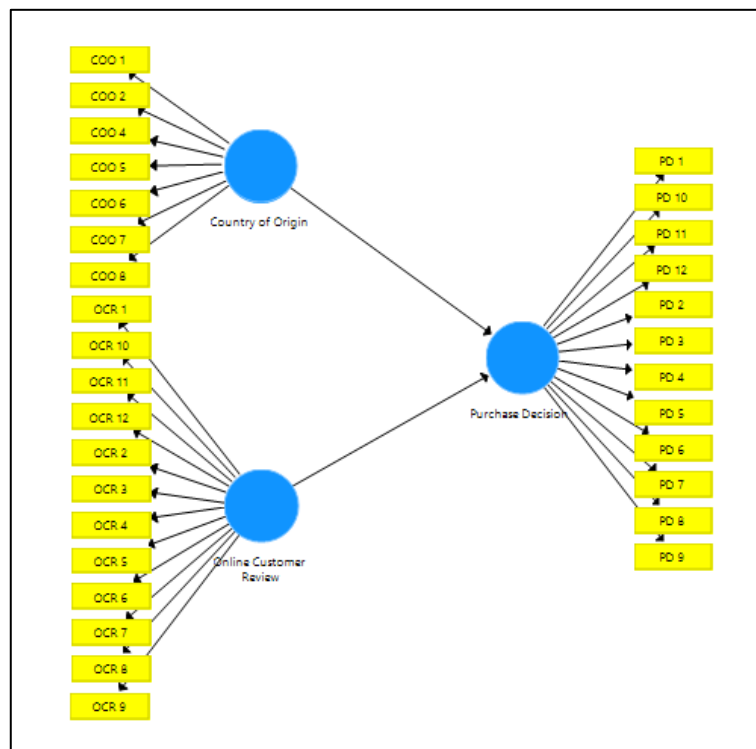 COO 1
COO 2
COO 4
COO 5
COO 6
COO 7
COO 8
Country of Origin
OCR 1
OCR 10
OCR 11
OCR 12
OCR 2
OCR 3
OCR 4
OCR 5
OCR 6
OCR 7
OCR 8
OCR 9
Online Customer
Review
Purchase Decision
PD 1
PD 10
PD 11
PD 12
PD 2
PD 3
PD 4
PD 5
PD 6
PD 7
PD 8
PD 9